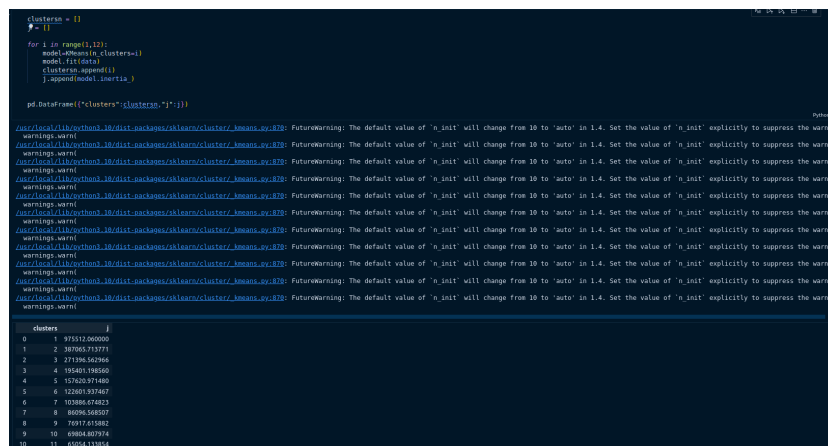 clustersn = []
j = []
for i in range(1,12):
model=KMeans(n_clusters=i)
model.fit(data)
clustersn.append(i)
j.append(model.inertia_)
pd.DataFrame({"clusters":clustersn,"j":j})
Python
/usr/local/lib/python3.10/dist-packages/sklearn/cluster/_kmeans.py:870: FutureWarning: The default value of `n_init` will change from 10 to 'auto' in 1.4. Set the value of `n_init` explicitly to suppress the warn
warnings.warn(
/usr/local/lib/python3.10/dist-packages/sklearn/cluster/_kmeans.py:870: FutureWarning: The default value of `n_init` will change from 10 to 'auto' in 1.4. Set the value of `n_init` explicitly to suppress the warn
warnings.warn(
/usr/local/lib/python3.10/dist-packages/sklearn/cluster/_kmeans.py:870: FutureWarning: The default value of `n_init` will change from 10 to 'auto' in 1.4. Set the value of `n_init` explicitly to suppress the warn
warnings.warn(
/usr/local/lib/python3.10/dist-packages/sklearn/cluster/_kmeans.py:870: FutureWarning: The default value of `n_init` will change from 10 to 'auto' in 1.4. Set the value of `n_init` explicitly to suppress the warn
warnings.warn(
/usr/local/lib/python3.10/dist-packages/sklearn/cluster/_kmeans.py:870: FutureWarning: The default value of `n_init` will change from 10 to 'auto' in 1.4. Set the value of `n_init` explicitly to suppress the warn
warnings.warn(
/usr/local/lib/python3.10/dist-packages/sklearn/cluster/_kmeans.py:870: FutureWarning: The default value of `n_init` will change from 10 to 'auto' in 1.4. Set the value of `n_init` explicitly to suppress the warn
warnings.warn(
/usr/local/lib/python3.10/dist-packages/sklearn/cluster/_kmeans.py:870: FutureWarning: The default value of `n_init` will change from 10 to 'auto' in 1.4. Set the value of `n_init` explicitly to suppress the warn
warnings.warn(
/usr/local/lib/python3.10/dist-packages/sklearn/cluster/_kmeans.py:870: FutureWarning: The default value of `n_init` will change from 10 to 'auto' in 1.4. Set the value of `n_init` explicitly to suppress the warn
warnings.warn(
/usr/local/lib/python3.10/dist-packages/sklearn/cluster/_kmeans.py:870: FutureWarning: The default value of `n_init` will change from 10 to 'auto' in 1.4. Set the value of `n_init` explicitly to suppress the warn
warnings.warn(
/usr/local/lib/python3.10/dist-packages/sklearn/cluster/_kmeans.py:870: FutureWarning: The default value of `n_init` will change from 10 to 'auto' in 1.4. Set the value of `n_init` explicitly to suppress the warn
warnings.warn(
/usr/local/lib/python3.10/dist-packages/sklearn/cluster/_kmeans.py:870: FutureWarning: The default value of `n_init` will change from 10 to 'auto' in 1.4. Set the value of `n_init` explicitly to suppress the warn
warnings.warn(
clusters j
0 1 975512.060000
1 2 387065.713771
2 3 271396.562966
3 4 195401.198560
4 5 157620.971480
5 6 122601.937467
6 7 103886.674823
7 8 86096.568507
8 9 76917.615882
9 10 69804.807974
10 11 65054.133854